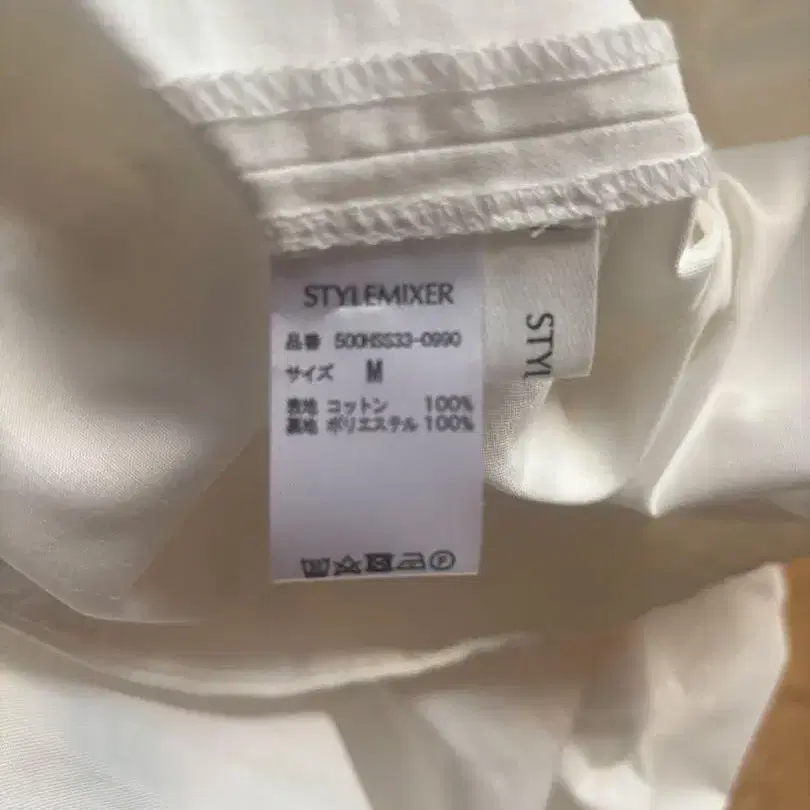 STYLEMIXER
品番 500HSS33-0990
サイズ M
表地 コットン 100%
裏地 ポリエステル 100%
STYL